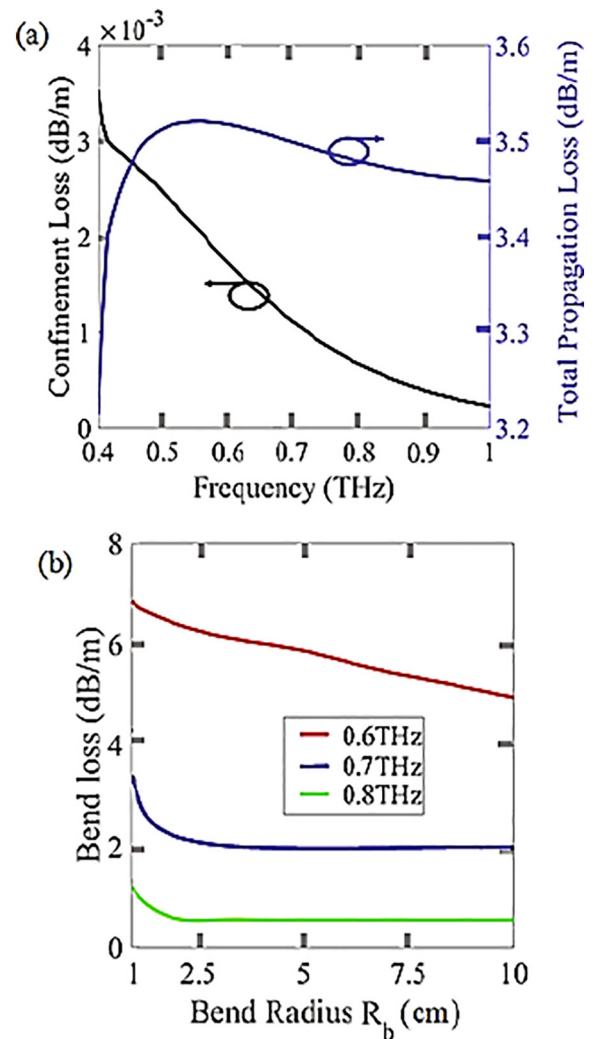 (a)
×10⁻³
4
3
2
1
0
Confinement Loss (dB/m)
3.6
3.5
3.4
3.3
3.2
Total Propagation Loss (dB/m)
0.4 0.5 0.6 0.7 0.8 0.9 1
Frequency (THz)
(b)
8
6
4
2
0
Bend loss (dB/m)
0.6THz
0.7THz
0.8THz
1 2.5 5 7.5 10
Bend Radius R_b (cm)